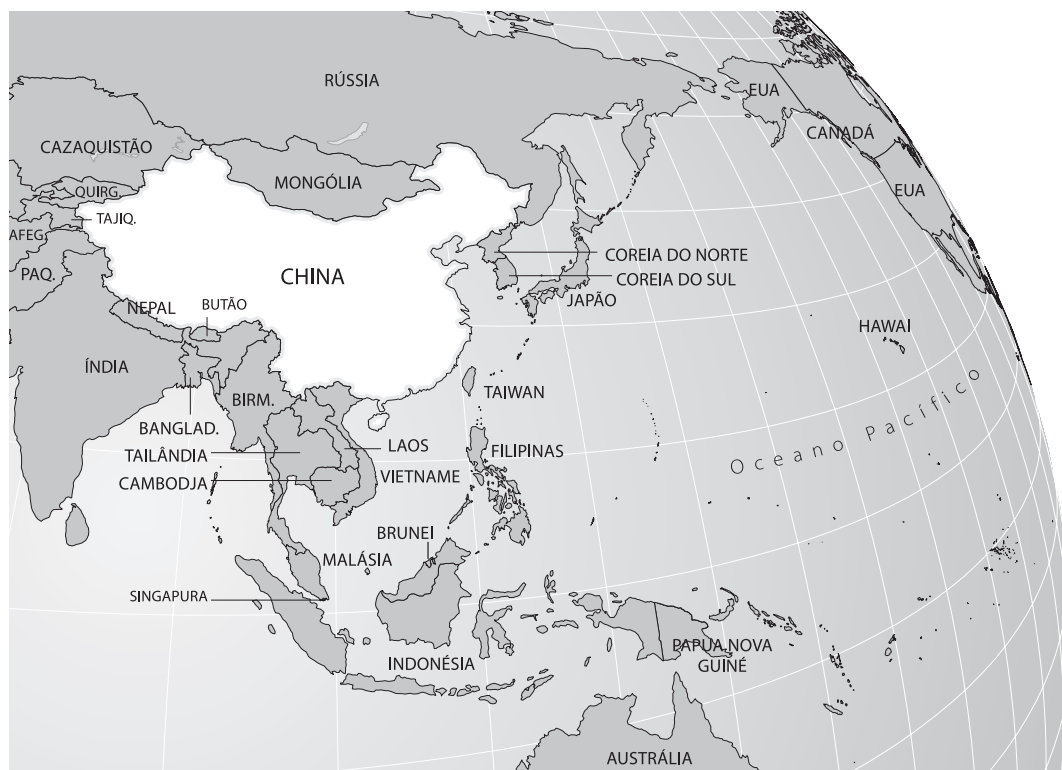 RÚSSIA
EUA
CANADÁ
EUA
CAZAQUISTÃO
MONGÓLIA
QUIRG.
TAJIQ.
AFEG.
PAQ.
CHINA
COREIA DO NORTE
COREIA DO SUL
JAPÃO
NEPAL
BUTÃO
HAWAI
ÍNDIA
TAIWAN
BIRM.
BANGLAD.
LAOS
FILIPINAS
TAILÂNDIA
Oceano Pacífico
CAMBODJA
VIETNAME
BRUNEI
MALÁSIA
SINGAPURA
INDONÉSIA
PAPUA-NOVA
GUINÉ
AUSTRÁLIA